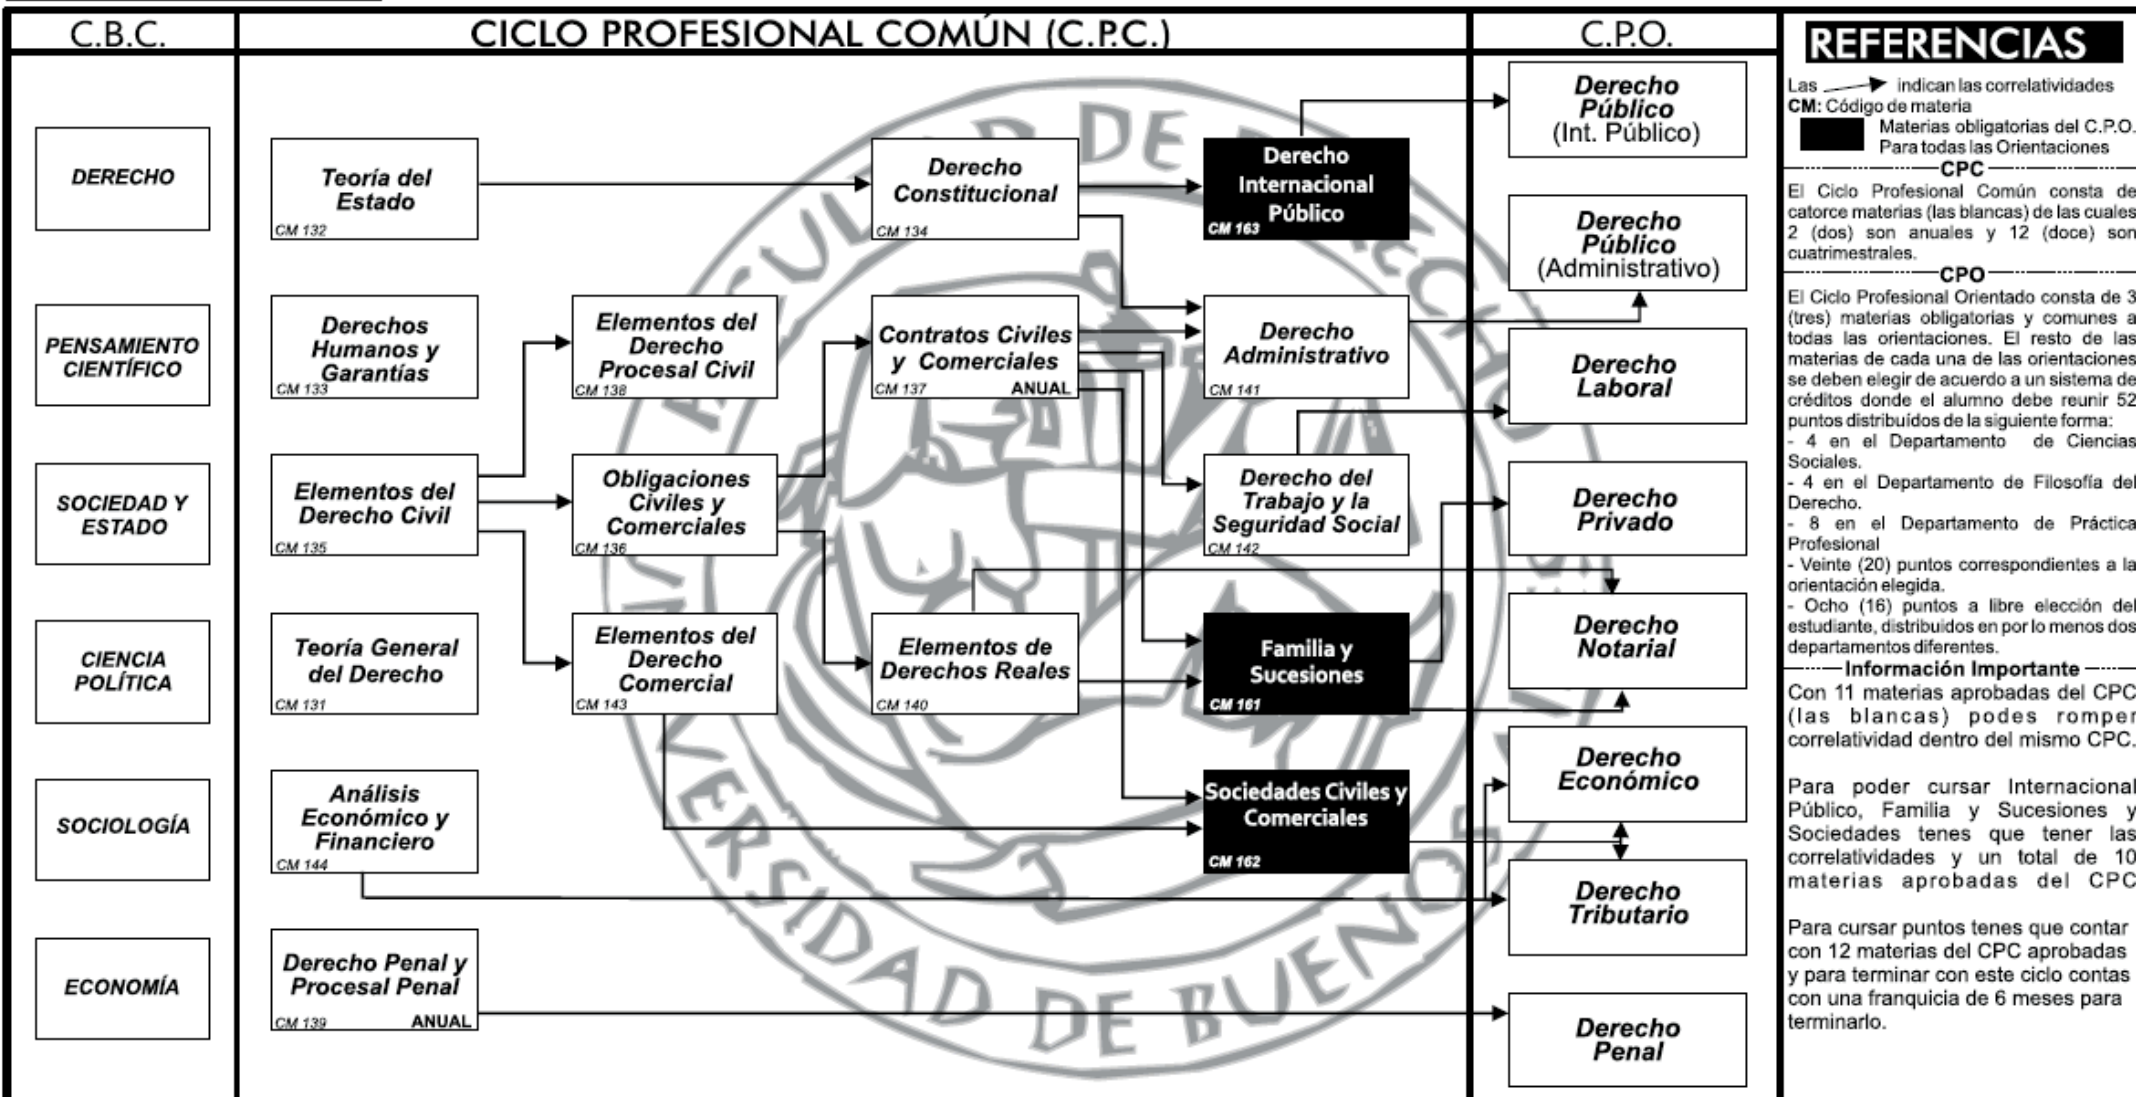 C.B.C.
CICLO PROFESIONAL COMÚN (C.P.C.)
C.P.O.
REFERENCIAS
DERECHO
PENSAMIENTO
CIENTÍFICO
SOCIEDAD Y
ESTADO
CIENCIA
POLÍTICA
SOCIOLOGÍA
ECONOMÍA
Teoría del
Estado
CM 132
Derecho
Constitucional
CM 134
Derecho
Internacional
Público
CM 163
Derechos
Humanos y
Garantías
CM 133
Elementos del
Derecho
Procesal Civil
CM 138
Contratos Civiles
y Comerciales
CM 137 ANUAL
Derecho
Administrativo
CM 141
Elementos del
Derecho Civil
CM 135
Obligaciones
Civiles y
Comerciales
CM 136
Derecho del
Trabajo y la
Seguridad Social
CM 142
Teoría General
del Derecho
CM 131
Elementos del
Derecho
Comercial
CM 143
Elementos de
Derechos Reales
CM 140
Familia y
Sucesiones
CM 161
Análisis
Económico y
Financiero
CM 144
Sociedades Civiles y
Comerciales
CM 162
Derecho Penal y
Procesal Penal
CM 139 ANUAL
Derecho
Público
(Int. Público)
Derecho
Público
(Administrativo)
Derecho
Laboral
Derecho
Privado
Derecho
Notarial
Derecho
Económico
Derecho
Tributario
Derecho
Penal
Las indican las correlatividades
CM: Código de materia
Materias obligatorias del C.P.O.
Para todas las Orientaciones
CPC
El Ciclo Profesional Común consta de
catorce materias (las blancas) de las cuales
2 (dos) son anuales y 12 (doce) son
cuatrimestrales.
CPO
El Ciclo Profesional Orientado consta de 3
(tres) materias obligatorias y comunes a
todas las orientaciones. El resto de las
materias de cada una de las orientaciones
se deben elegir de acuerdo a un sistema de
créditos donde el alumno debe reunir 52
puntos distribuídos de la siguiente forma:
- 4 en el Departamento de Ciencias
Sociales.
- 4 en el Departamento de Filosofía del
Derecho.
- 8 en el Departamento de Práctica
Profesional
- Veinte (20) puntos correspondientes a la
orientación elegida.
- Ocho (16) puntos a libre elección del
estudiante, distribuidos en por lo menos dos
departamentos diferentes.
Información Importante
Con 11 materias aprobadas del CPC
(las blancas) podes romper
correlatividad dentro del mismo CPC.
Para poder cursar Internacional
Público, Familia y Sucesiones y
Sociedades tenes que tener las
correlatividades y un total de 10
materias aprobadas del CPC
Para cursar puntos tenes que contar
con 12 materias del CPC aprobadas
y para terminar con este ciclo contas
con una franquicia de 6 meses para
terminarlo.